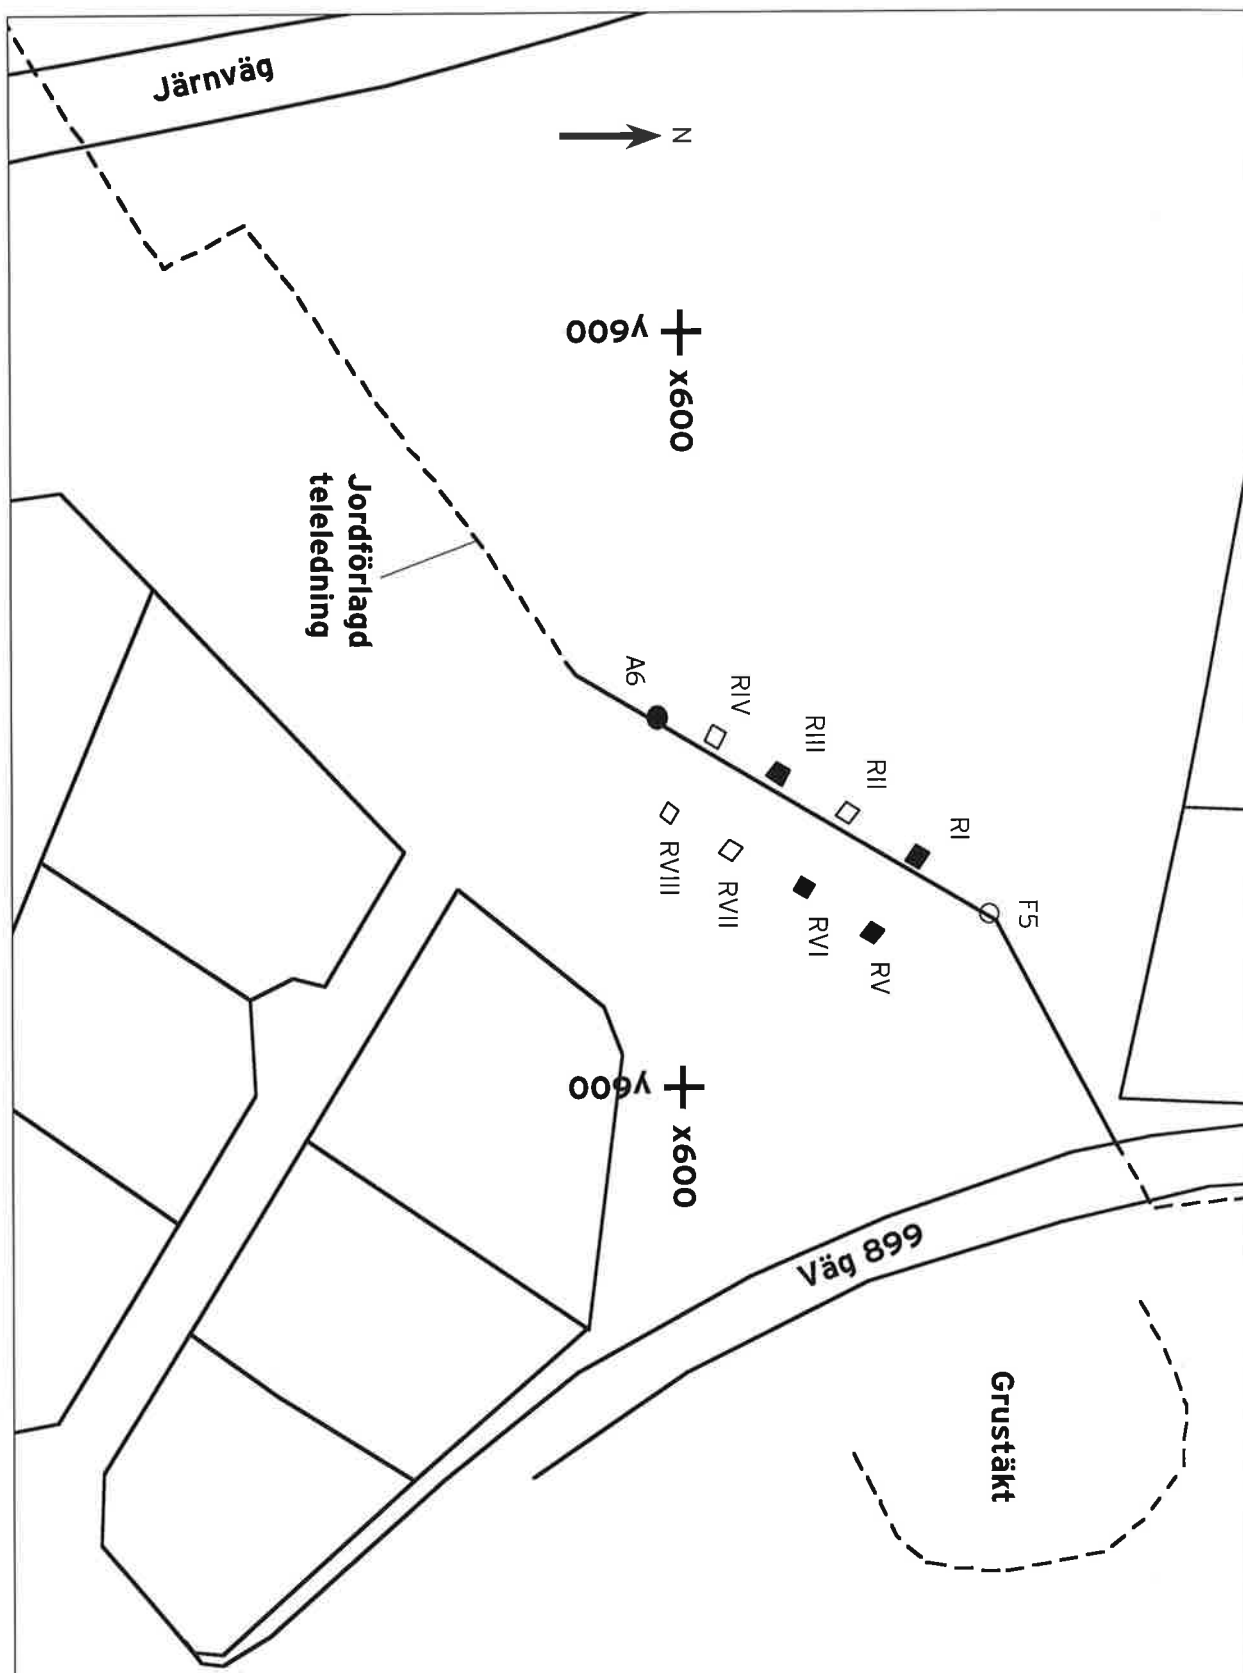 Järnväg
N
y600
x600
Jordförlagd
teleledning
A6
RIV
RIII
RII
RI
F5
RVIII
RVII
RVI
RV
y600
x600
Väg 899
Grustäkt